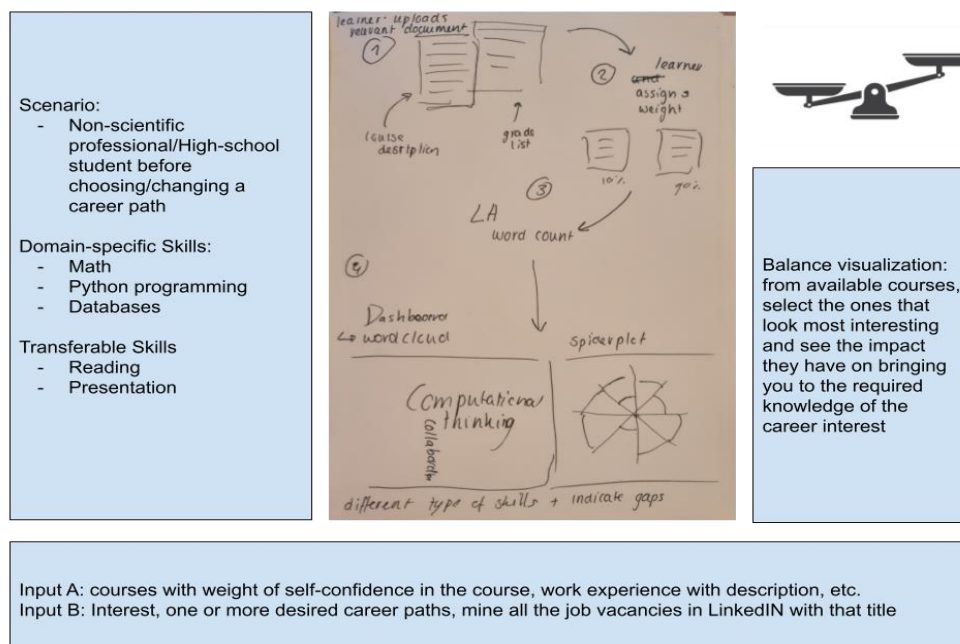 Scenario:
- Non-scientific
professional/High-school
student before
choosing/changing a
career path
Domain-specific Skills:
- Math
- Python programming
- Databases
Transferable Skills
- Reading
- Presentation
learner uploads
relevant document
1
course
desription
grade
list
2
learner
and
assigns
weight
10%
90%
3
LA
word count
4
Dashboard
↳ wordcloud
spiderplot
Computational
thinking
different type of skills + indicate gaps
Balance visualization:
from available courses,
select the ones that
look most interesting
and see the impact
they have on bringing
you to the required
knowledge of the
career interest
Input A: courses with weight of self-confidence in the course, work experience with description, etc.
Input B: Interest, one or more desired career paths, mine all the job vacancies in LinkedIN with that title